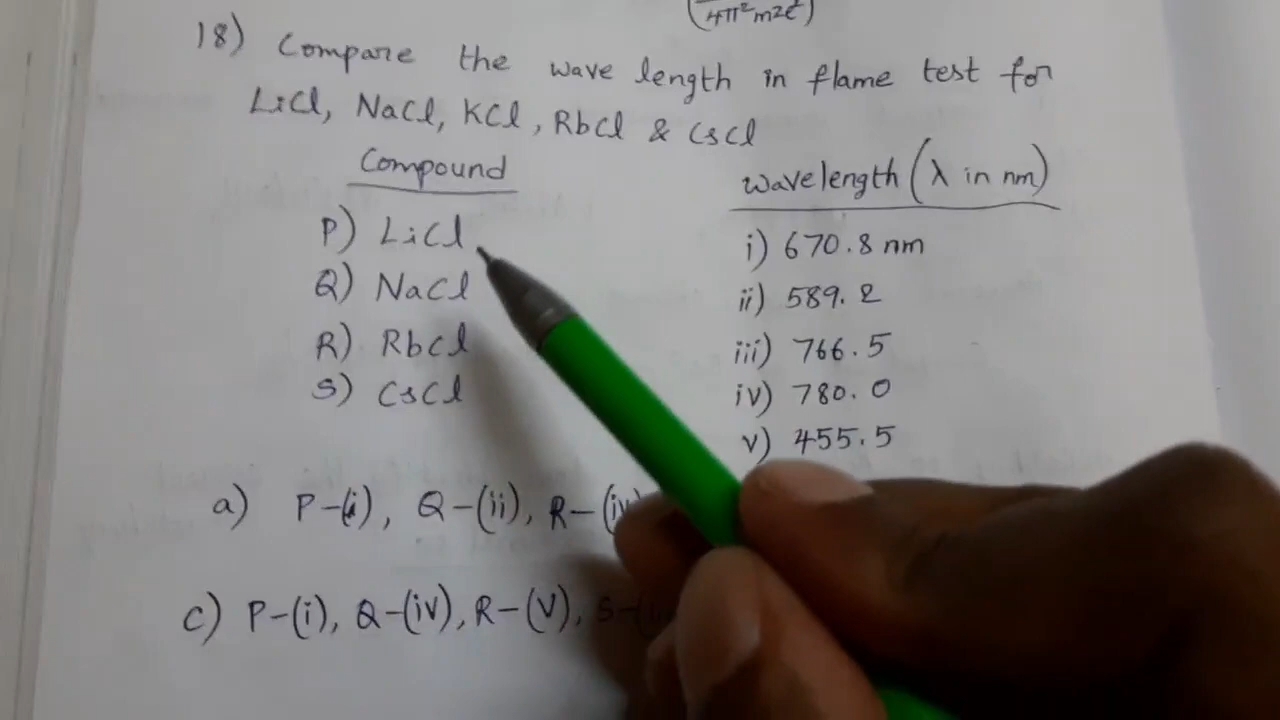 4π²mze²)
18) Compare the wave length in flame test for
LiCl, NaCl, KCl, RbCl & CsCl
Compound
wavelength (λ in nm)
P) LiCl
i) 670.8 nm
Q) NaCl
ii) 589.2
R) RbCl
iii) 766.5
S) CsCl
iv) 780.0
v) 455.5
a) P-(i), Q-(ii), R-(iv)
c) P-(i), Q-(iv), R-(V), S-